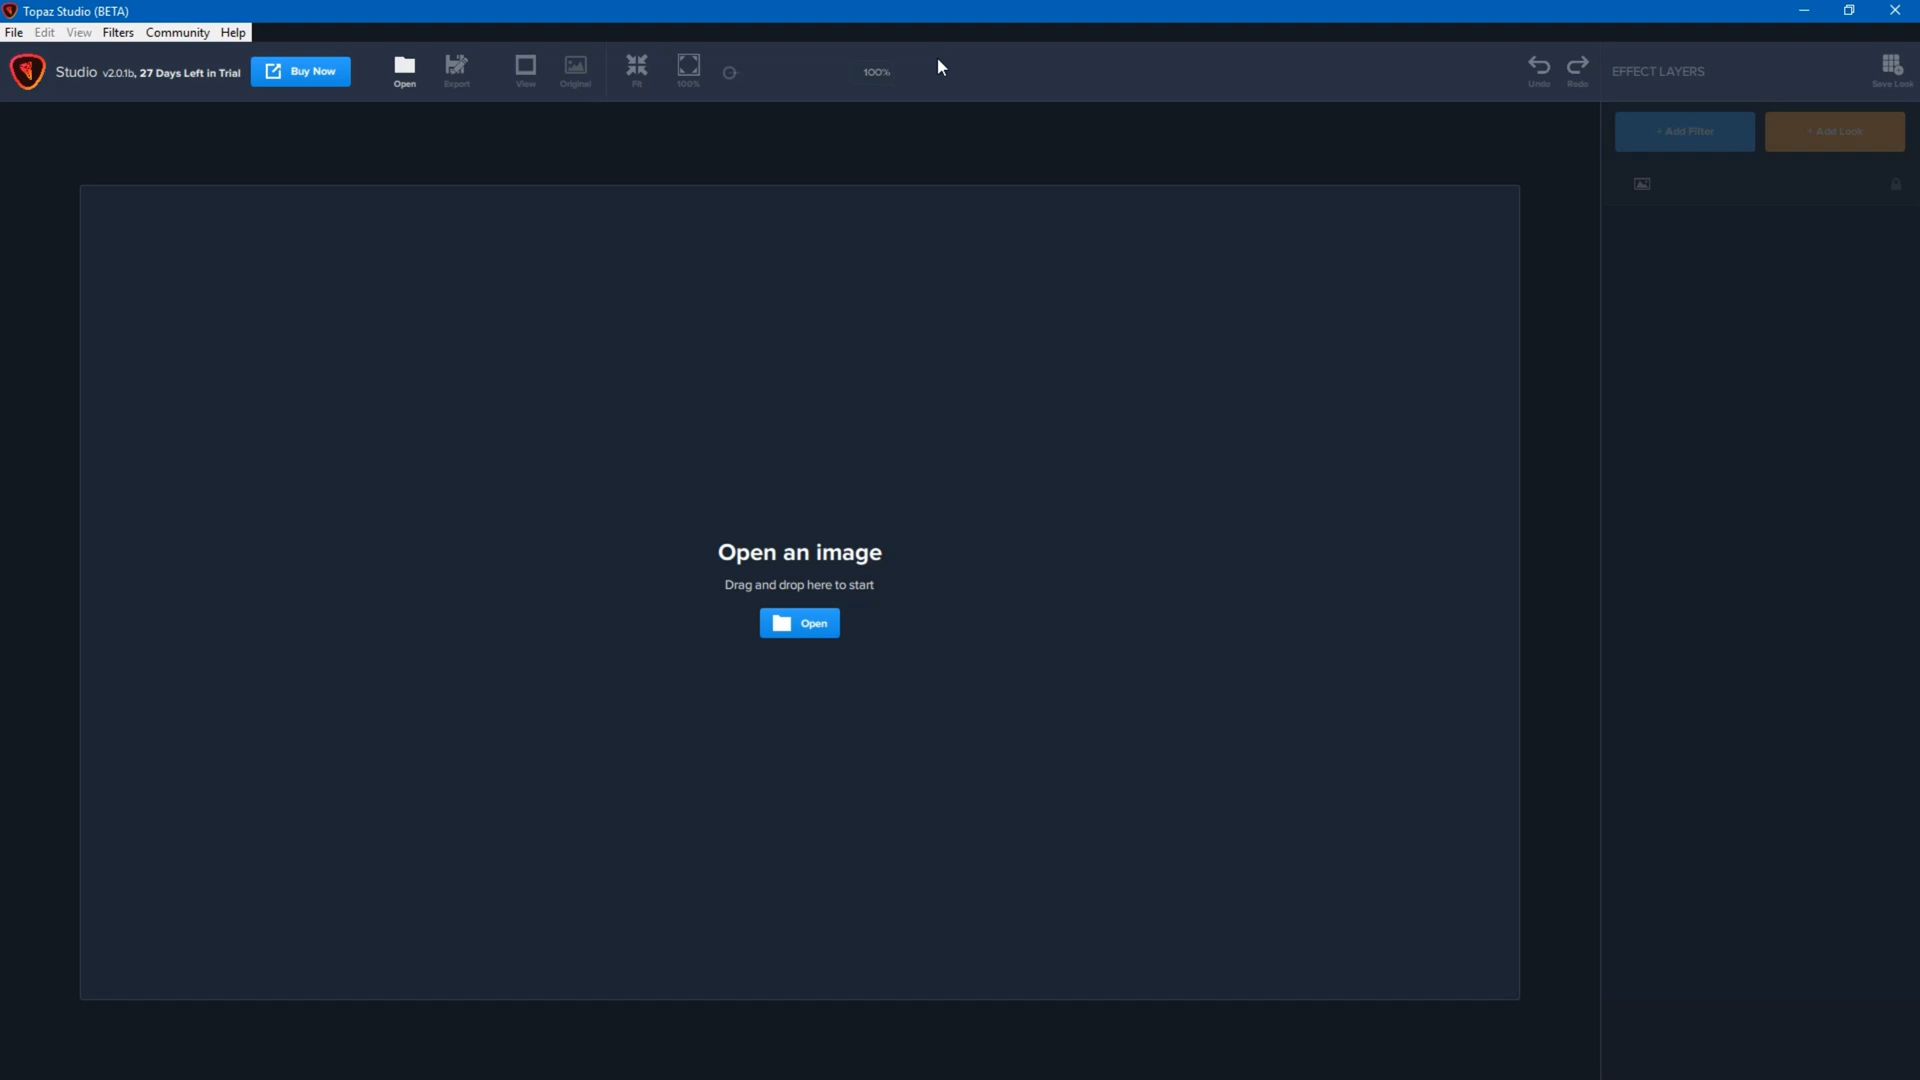 Topaz Studio (BETA)
File Edit View Filters Community Help
Studio v2.0.1b, 27 Days Left in Trial
Buy Now
Open
Export
View
Original
Fit
100%
100%
Undo
Redo
EFFECT LAYERS
Save Look
+ Add Filter
+ Add Look
Open an image
Drag and drop here to start
Open